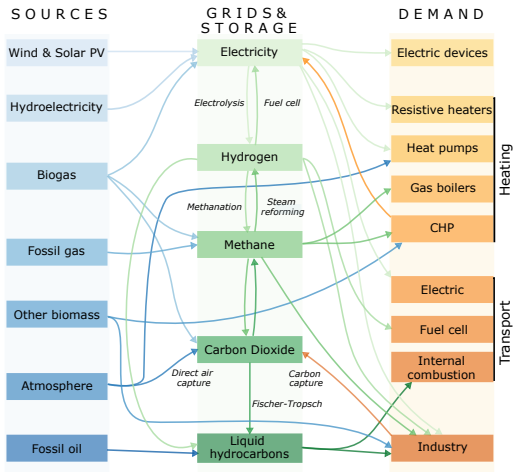 SOURCES
GRIDS &
STORAGE
DEMAND
Wind & Solar PV
Hydroelectricity
Biogas
Fossil gas
Other biomass
Atmosphere
Fossil oil
Electricity
Electrolysis
Fuel cell
Hydrogen
Methanation
Steam
reforming
Methane
Carbon Dioxide
Direct air
capture
Carbon
capture
Fischer-Tropsch
Liquid
hydrocarbons
Electric devices
Resistive heaters
Heat pumps
Gas boilers
CHP
Heating
Electric
Fuel cell
Internal
combustion
Transport
Industry